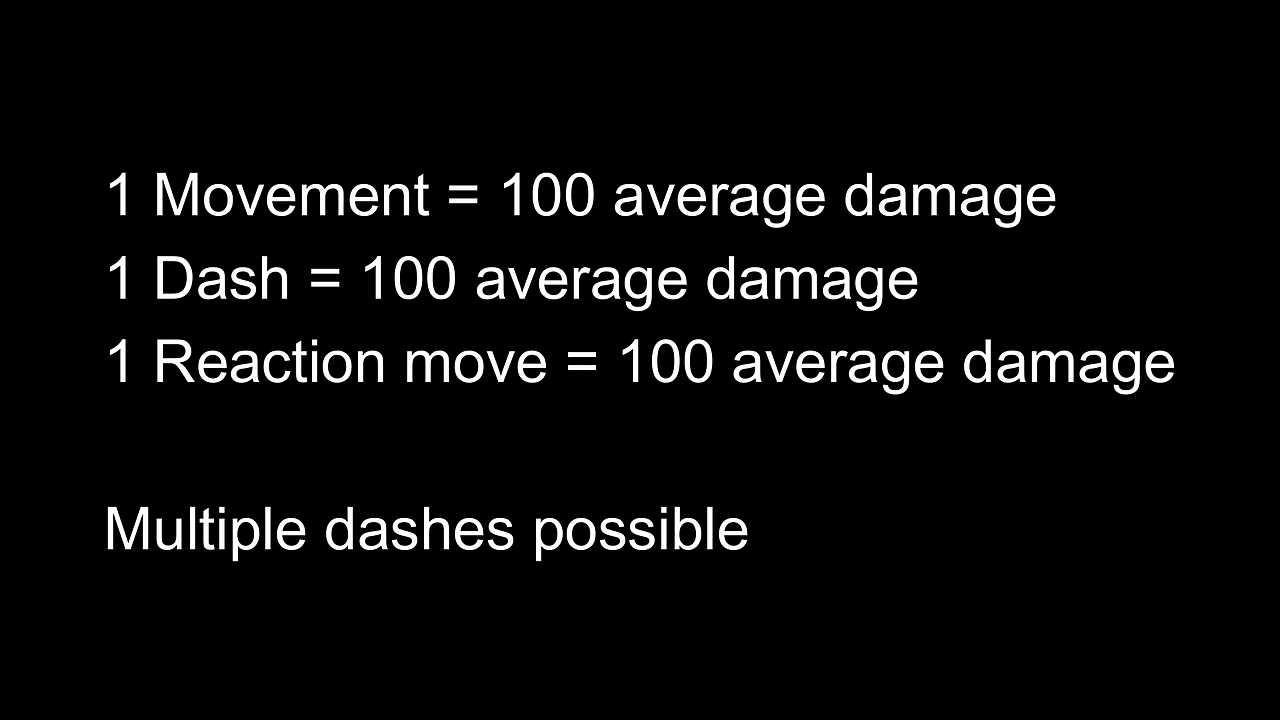 1 Movement = 100 average damage
1 Dash = 100 average damage
1 Reaction move = 100 average damage
Multiple dashes possible